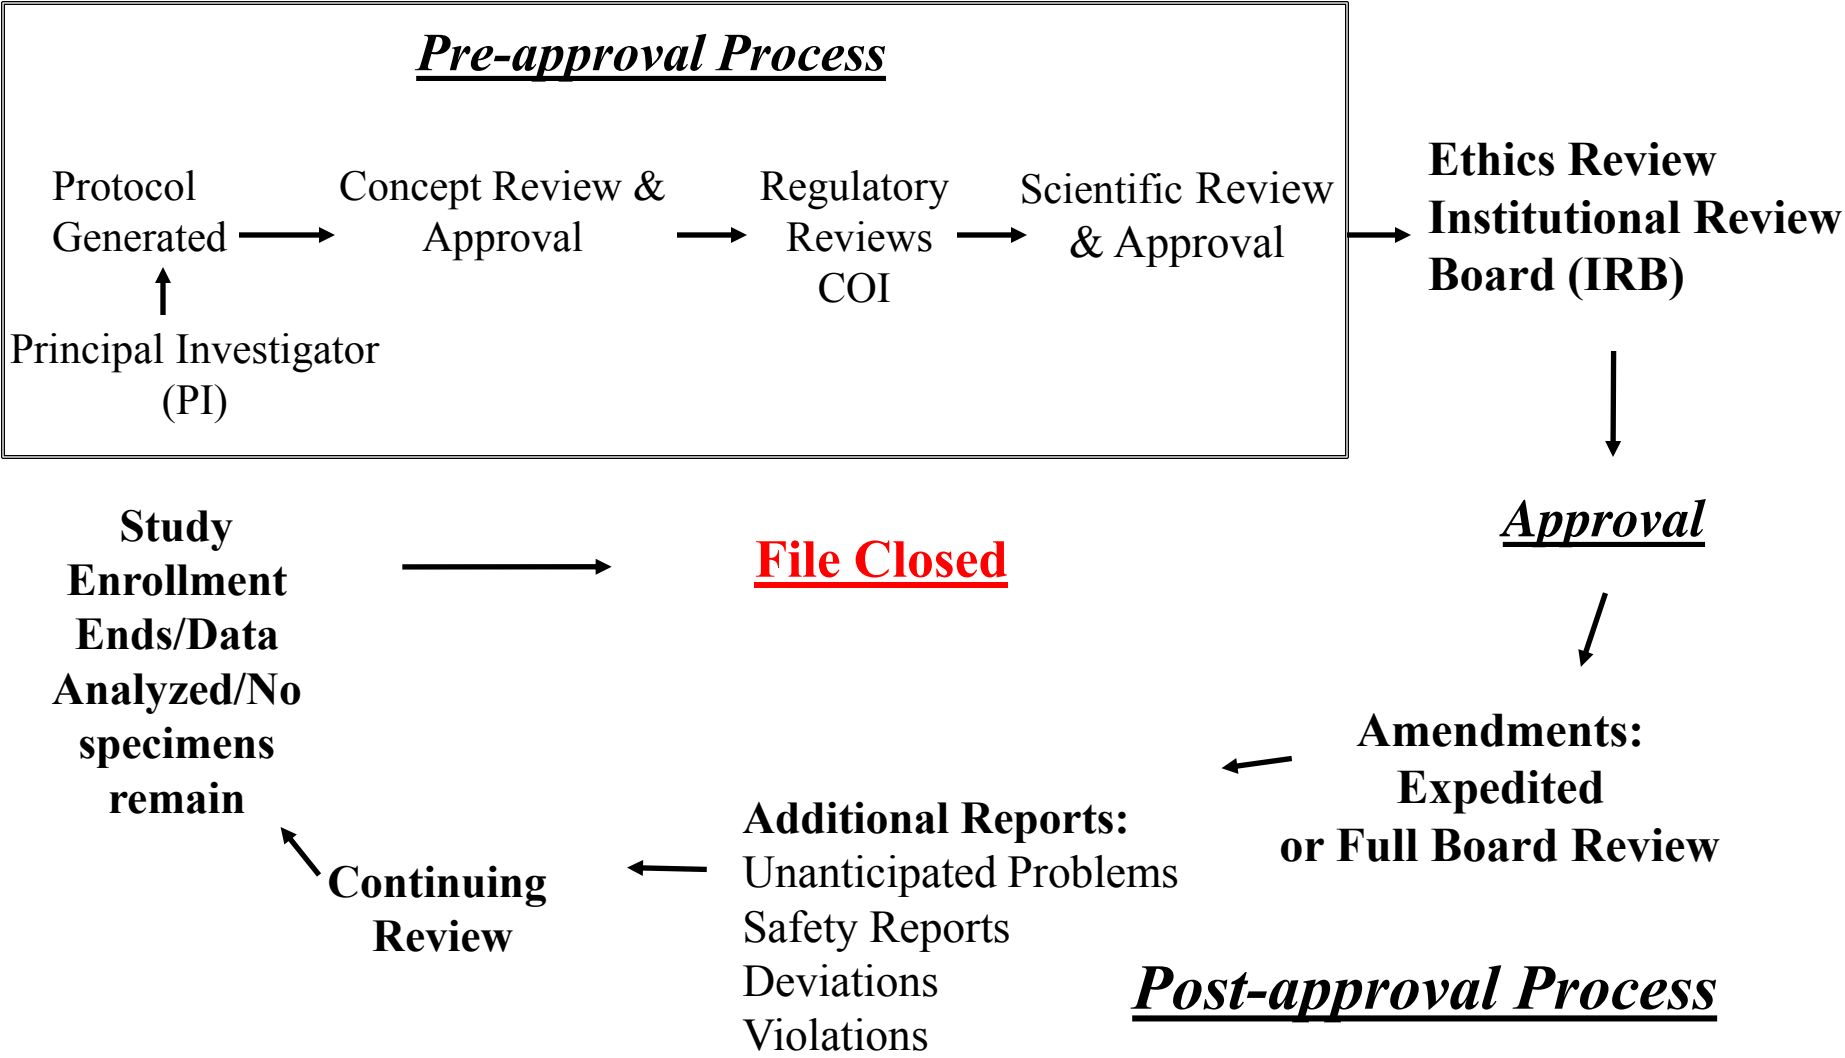 Pre-approval Process
Protocol
Generated
Concept Review &
Approval
Regulatory
Reviews
COI
Scientific Review
& Approval
Principal Investigator
(PI)
Ethics Review
Institutional Review
Board (IRB)
Approval
Amendments:
Expedited
or Full Board Review
Additional Reports:
Unanticipated Problems
Safety Reports
Deviations
Violations
Continuing
Review
Study
Enrollment
Ends/Data
Analyzed/No
specimens
remain
File Closed
Post-approval Process